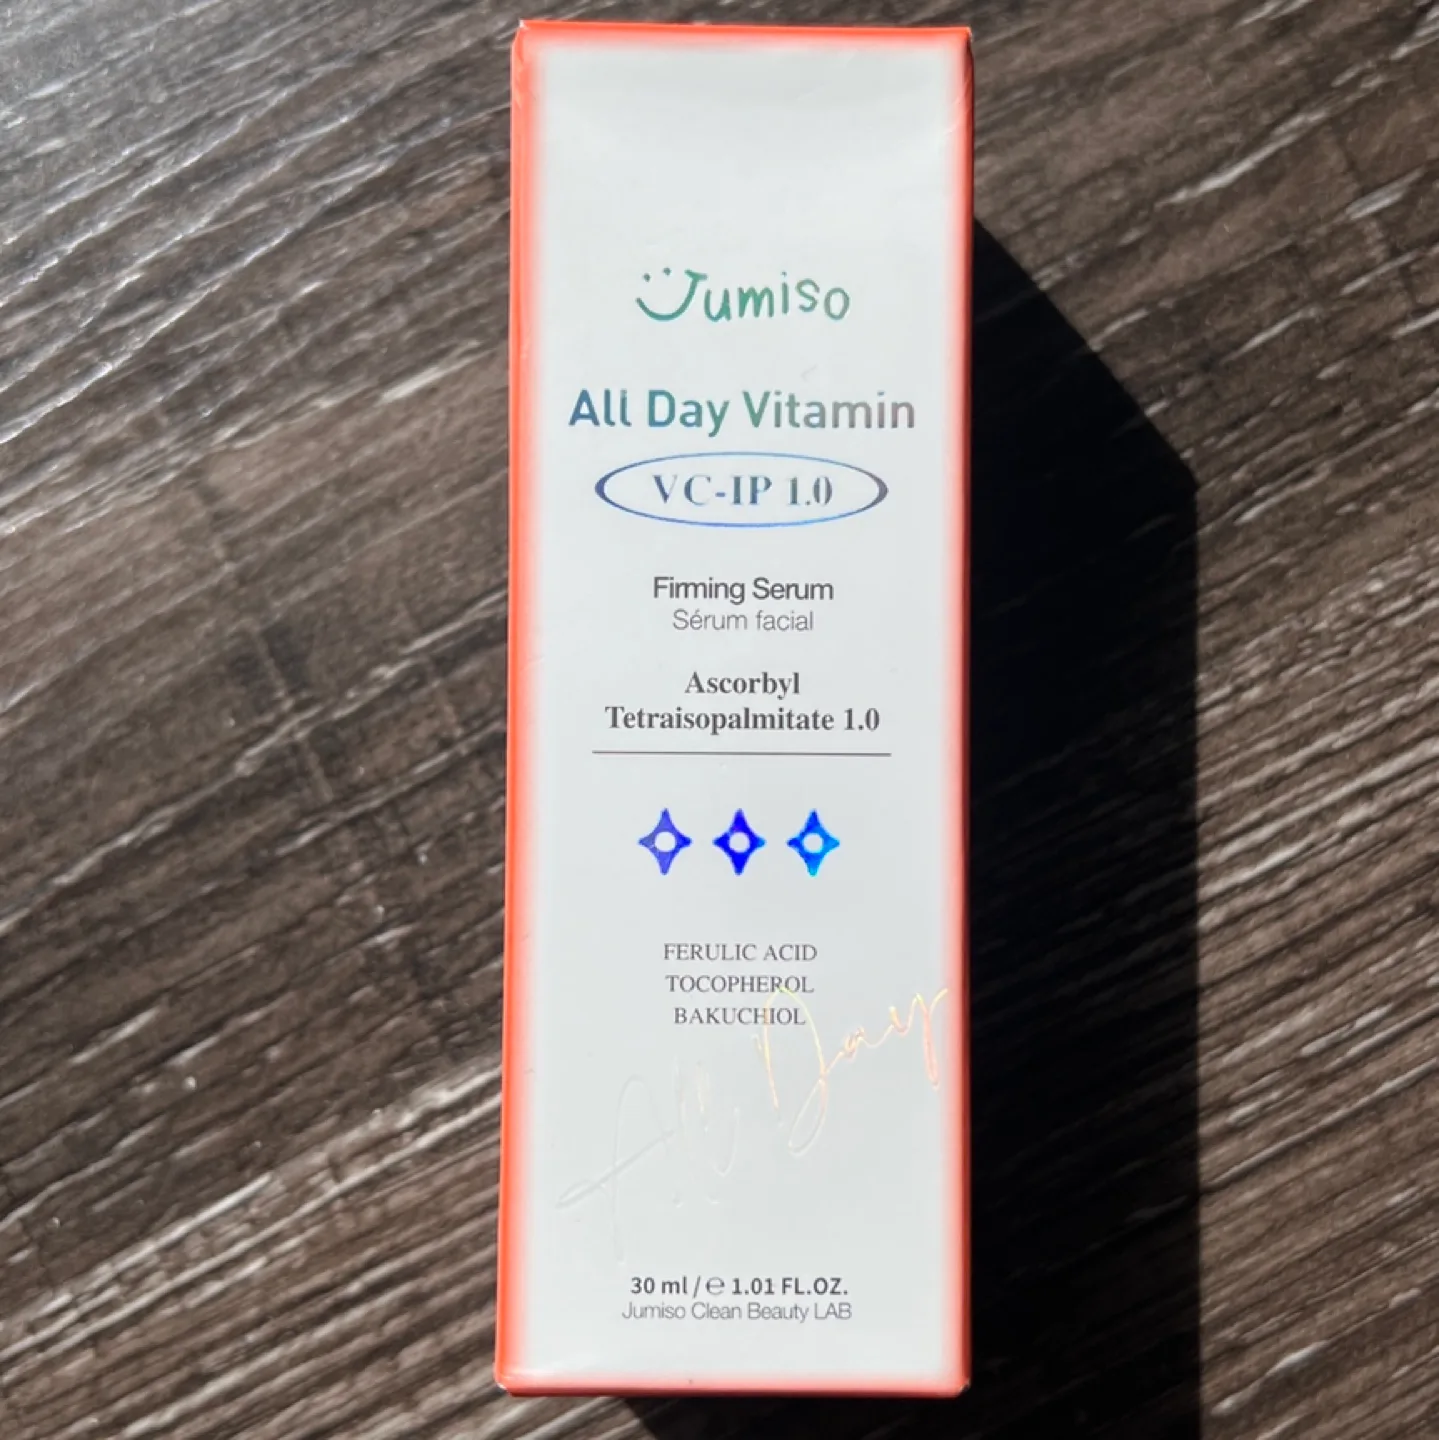 Jumiso
All Day Vitamin
VC-IP 1.0
Firming Serum
Sérum facial
Ascorbyl
Tetraisopalmitate 1.0
FERULIC ACID
TOCOPHEROL
BAKUCHIOL
All Day
30 ml / ℮ 1.01 FL.OZ.
Jumiso Clean Beauty LAB